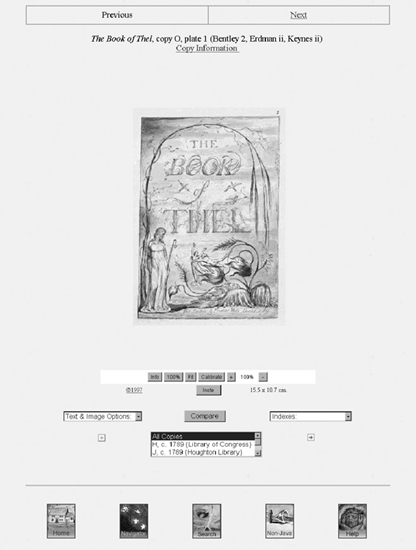 Previous Next
The Book of Thel, copy O, plate 1 (Bentley 2, Erdman ii, Keynes ii)
Copy Information
THE
BOOK
of
THEL
Info 100% Fit Calibrate + 100% -
©1997 Inote 15.5 x 10.7 cm.
Text & Image Options: Compare Indexes:
All Copies
H, c. 1789 (Library of Congress)
J, c. 1789 (Houghton Library)
Home Navigator Search Non-Java Help